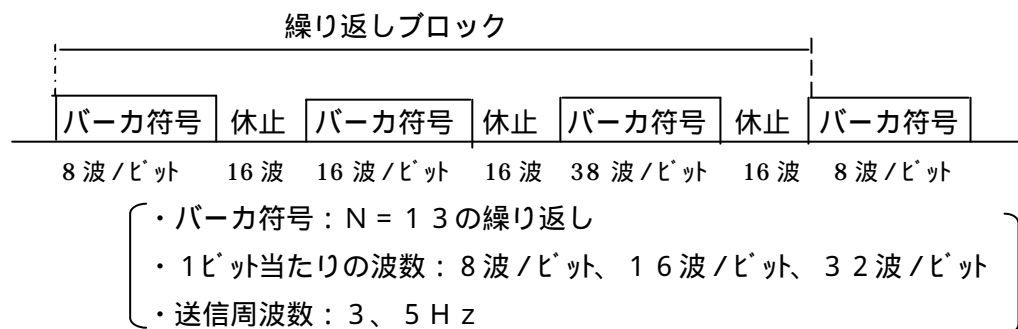 繰り返しブロック
バーカ符号 休止 バーカ符号 休止 バーカ符号 休止 バーカ符号
8波/ビット 16波 16波/ビット 16波 38波/ビット 16波 8波/ビット
・バーカ符号：N=13の繰り返し
・1ビット当たりの波数：8波/ビット、16波/ビット、32波/ビット
・送信周波数：3、5Hz